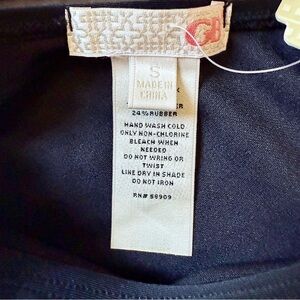 S
MADE IN
CHINA
24% RUBBER
HAND WASH COLD
ONLY NON-CHLORINE
BLEACH WHEN
NEEDED
DO NOT WRING OR
TWIST
LINE DRY IN SHADE
DO NOT IRON
RN# 58909